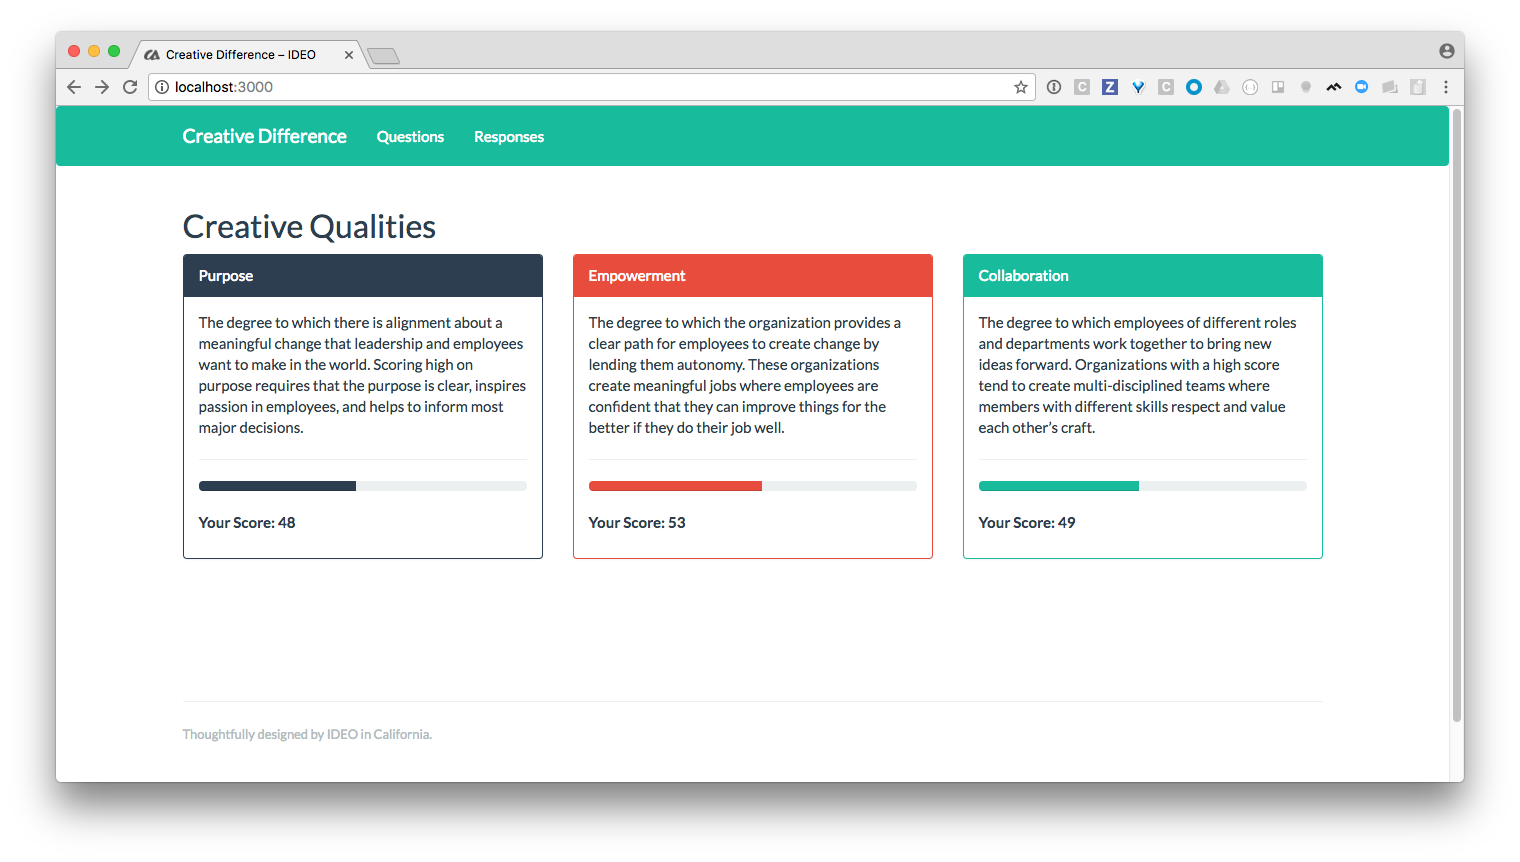 Creative Difference – IDEO
localhost:3000
Creative Difference
Questions
Responses
Creative Qualities
Purpose
The degree to which there is alignment about a
meaningful change that leadership and employees
want to make in the world. Scoring high on
purpose requires that the purpose is clear, inspires
passion in employees, and helps to inform most
major decisions.
Your Score: 48
Empowerment
The degree to which the organization provides a
clear path for employees to create change by
lending them autonomy. These organizations
create meaningful jobs where employees are
confident that they can improve things for the
better if they do their job well.
Your Score: 53
Collaboration
The degree to which employees of different roles
and departments work together to bring new
ideas forward. Organizations with a high score
tend to create multi-disciplined teams where
members with different skills respect and value
each other’s craft.
Your Score: 49
Thoughtfully designed by IDEO in California.